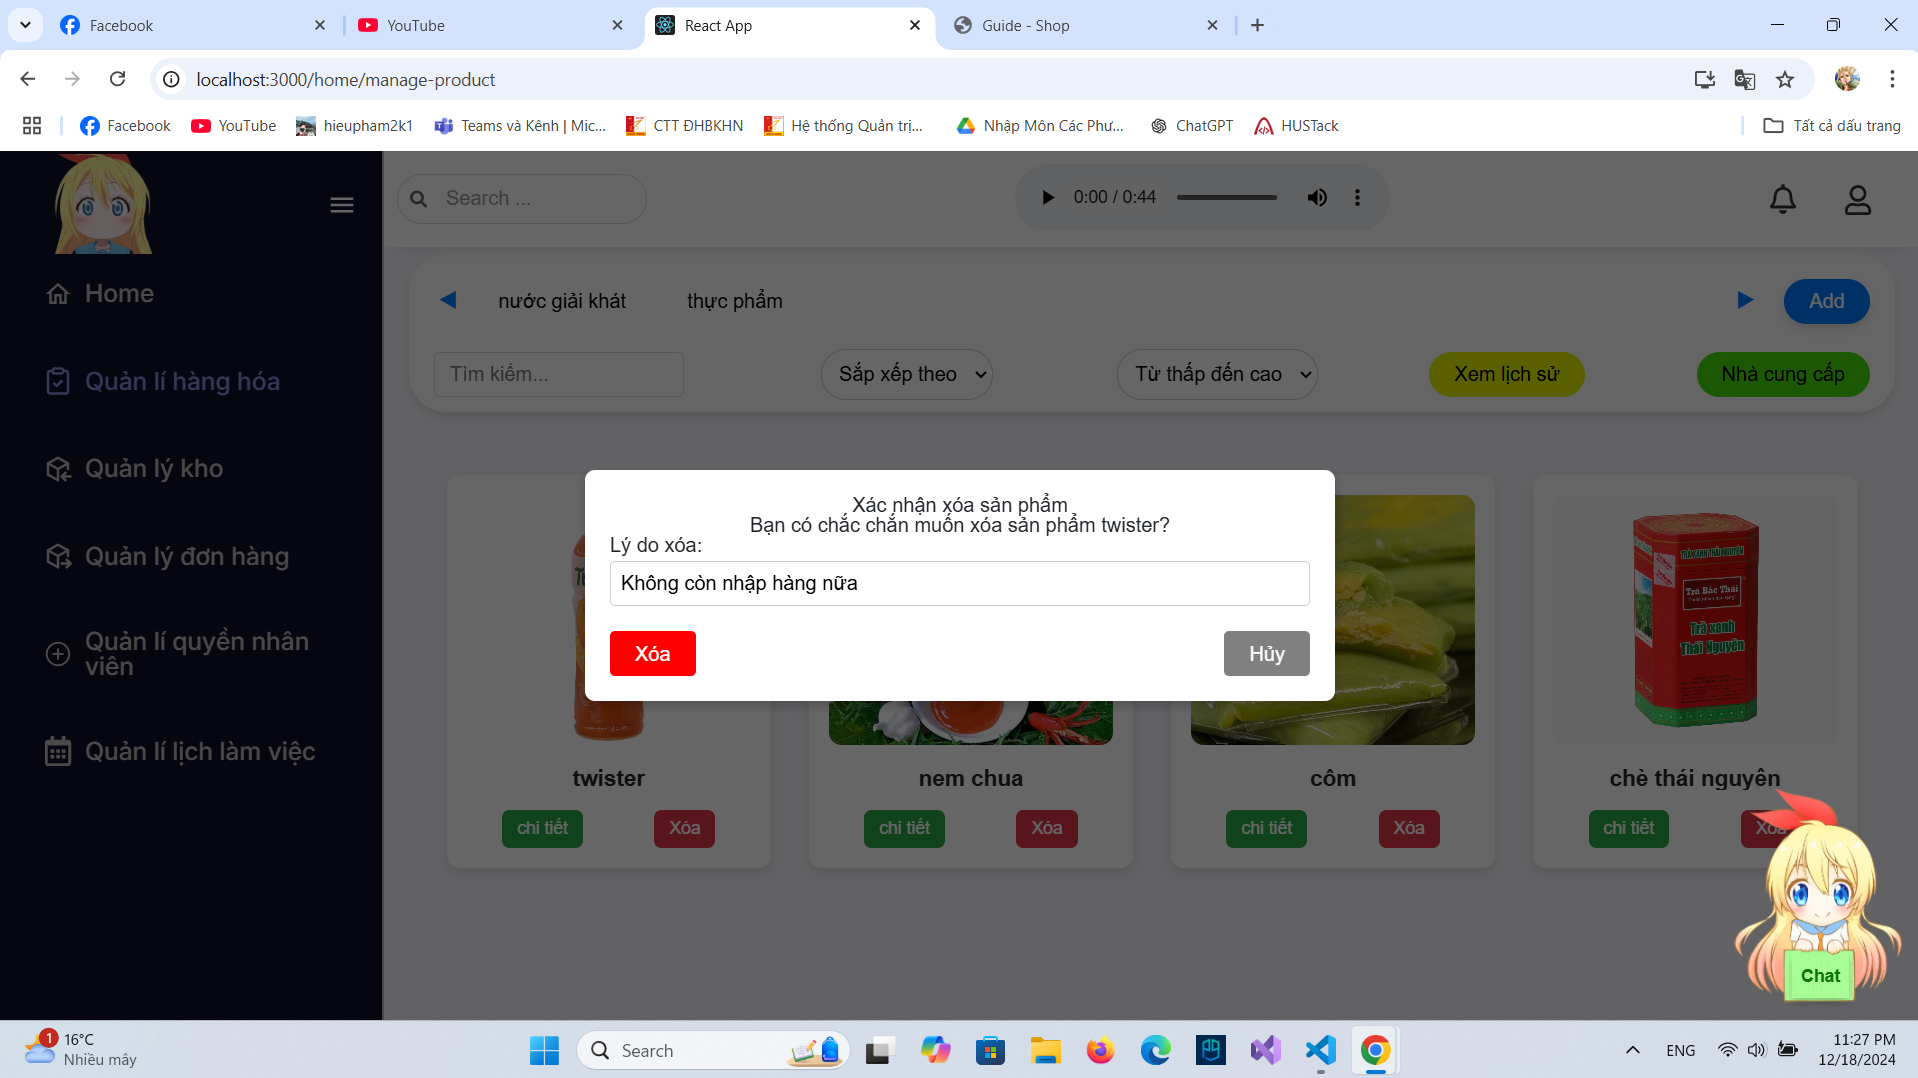 Facebook
YouTube
React App
Guide - Shop
localhost:3000/home/manage-product
Facebook
YouTube
hieupham2k1
Teams và Kênh | Mic...
CTT ĐHBKHN
Hệ thống Quản trị...
Nhập Môn Các Phư...
ChatGPT
HUSTack
Tất cả dấu trang
Search ...
0:00 / 0:44
Home
Quản lí hàng hóa
Quản lý kho
Quản lý đơn hàng
Quản lí quyền nhân
viên
Quản lí lịch làm việc
nước giải khát
thực phẩm
Add
Tìm kiếm...
Sắp xếp theo
Từ thấp đến cao
Xem lịch sử
Nhà cung cấp
Xác nhận xóa sản phẩm
Bạn có chắc chắn muốn xóa sản phẩm twister?
Lý do xóa:
Không còn nhập hàng nữa
Xóa
Hủy
Trà Bắc Thái
Trà xanh
Thái Nguyên
twister
nem chua
côm
chè thái nguyên
chi tiết
Xóa
chi tiết
Xóa
chi tiết
Xóa
chi tiết
Chat
1
16°C
Nhiều mây
Search
ENG
11:27 PM
12/18/2024